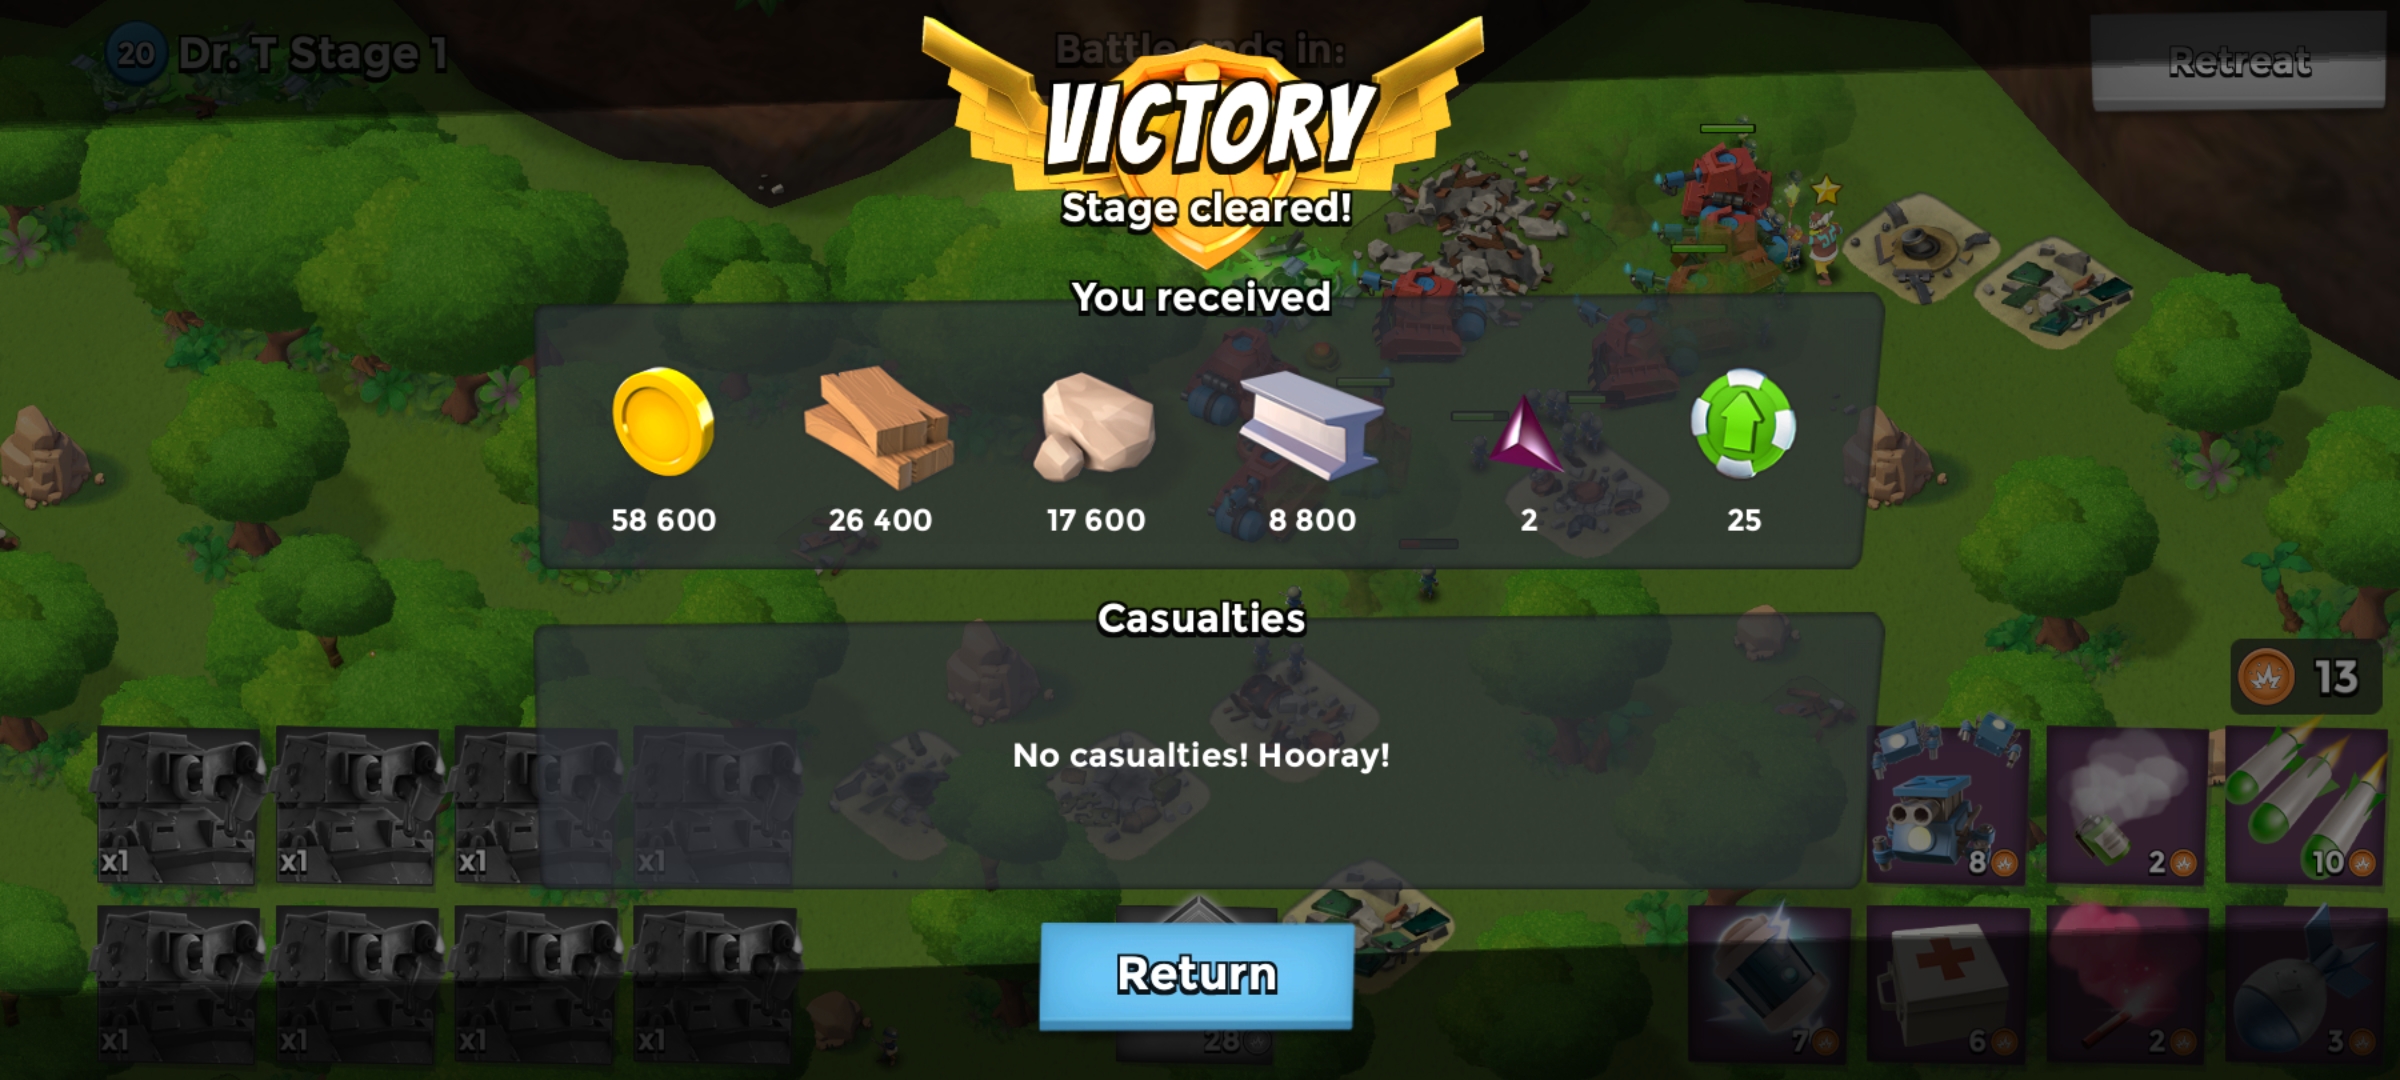 20 Dr. T Stage 1
Battle ends in:
Retreat
VICTORY
Stage cleared!
You received
58 600
26 400
17 600
8 800
2
25
Casualties
No casualties! Hooray!
13
x1
x1
x1
x1
8
2
10
Return
x1
x1
x1
x1
28
7
6
2
3